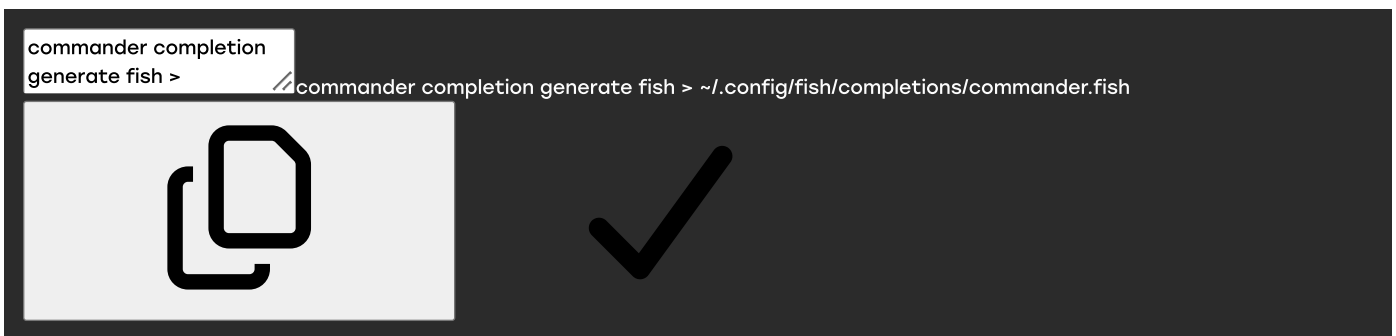 commander completion
generate fish >
commander completion generate fish > ~/.config/fish/completions/commander.fish